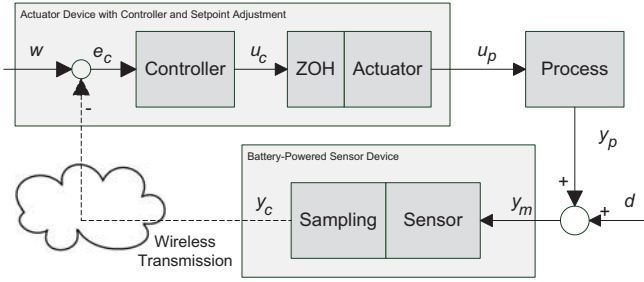 Actuator Device with Controller and Setpoint Adjustment
w
e_c
Controller
u_c
ZOH
Actuator
u_p
Process
-
y_p
Battery-Powered Sensor Device
+
y_c
Sampling
Sensor
y_m
+
d
Wireless
Transmission